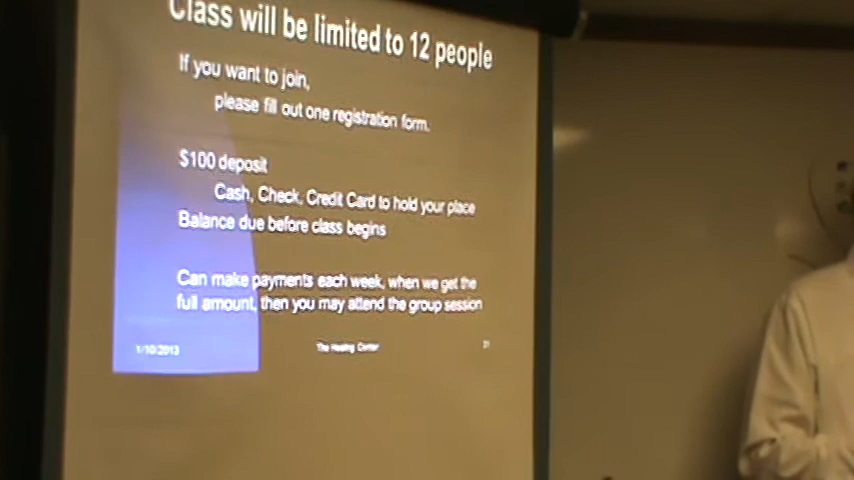 Class will be limited to 12 people
If you want to join,
please fill out one registration form.
$100 deposit
Cash, Check, Credit Card to hold your place
Balance due before class begins
Can make payments each week, when we get the
full amount, then you may attend the group session
1/10/2013
The Healing Center